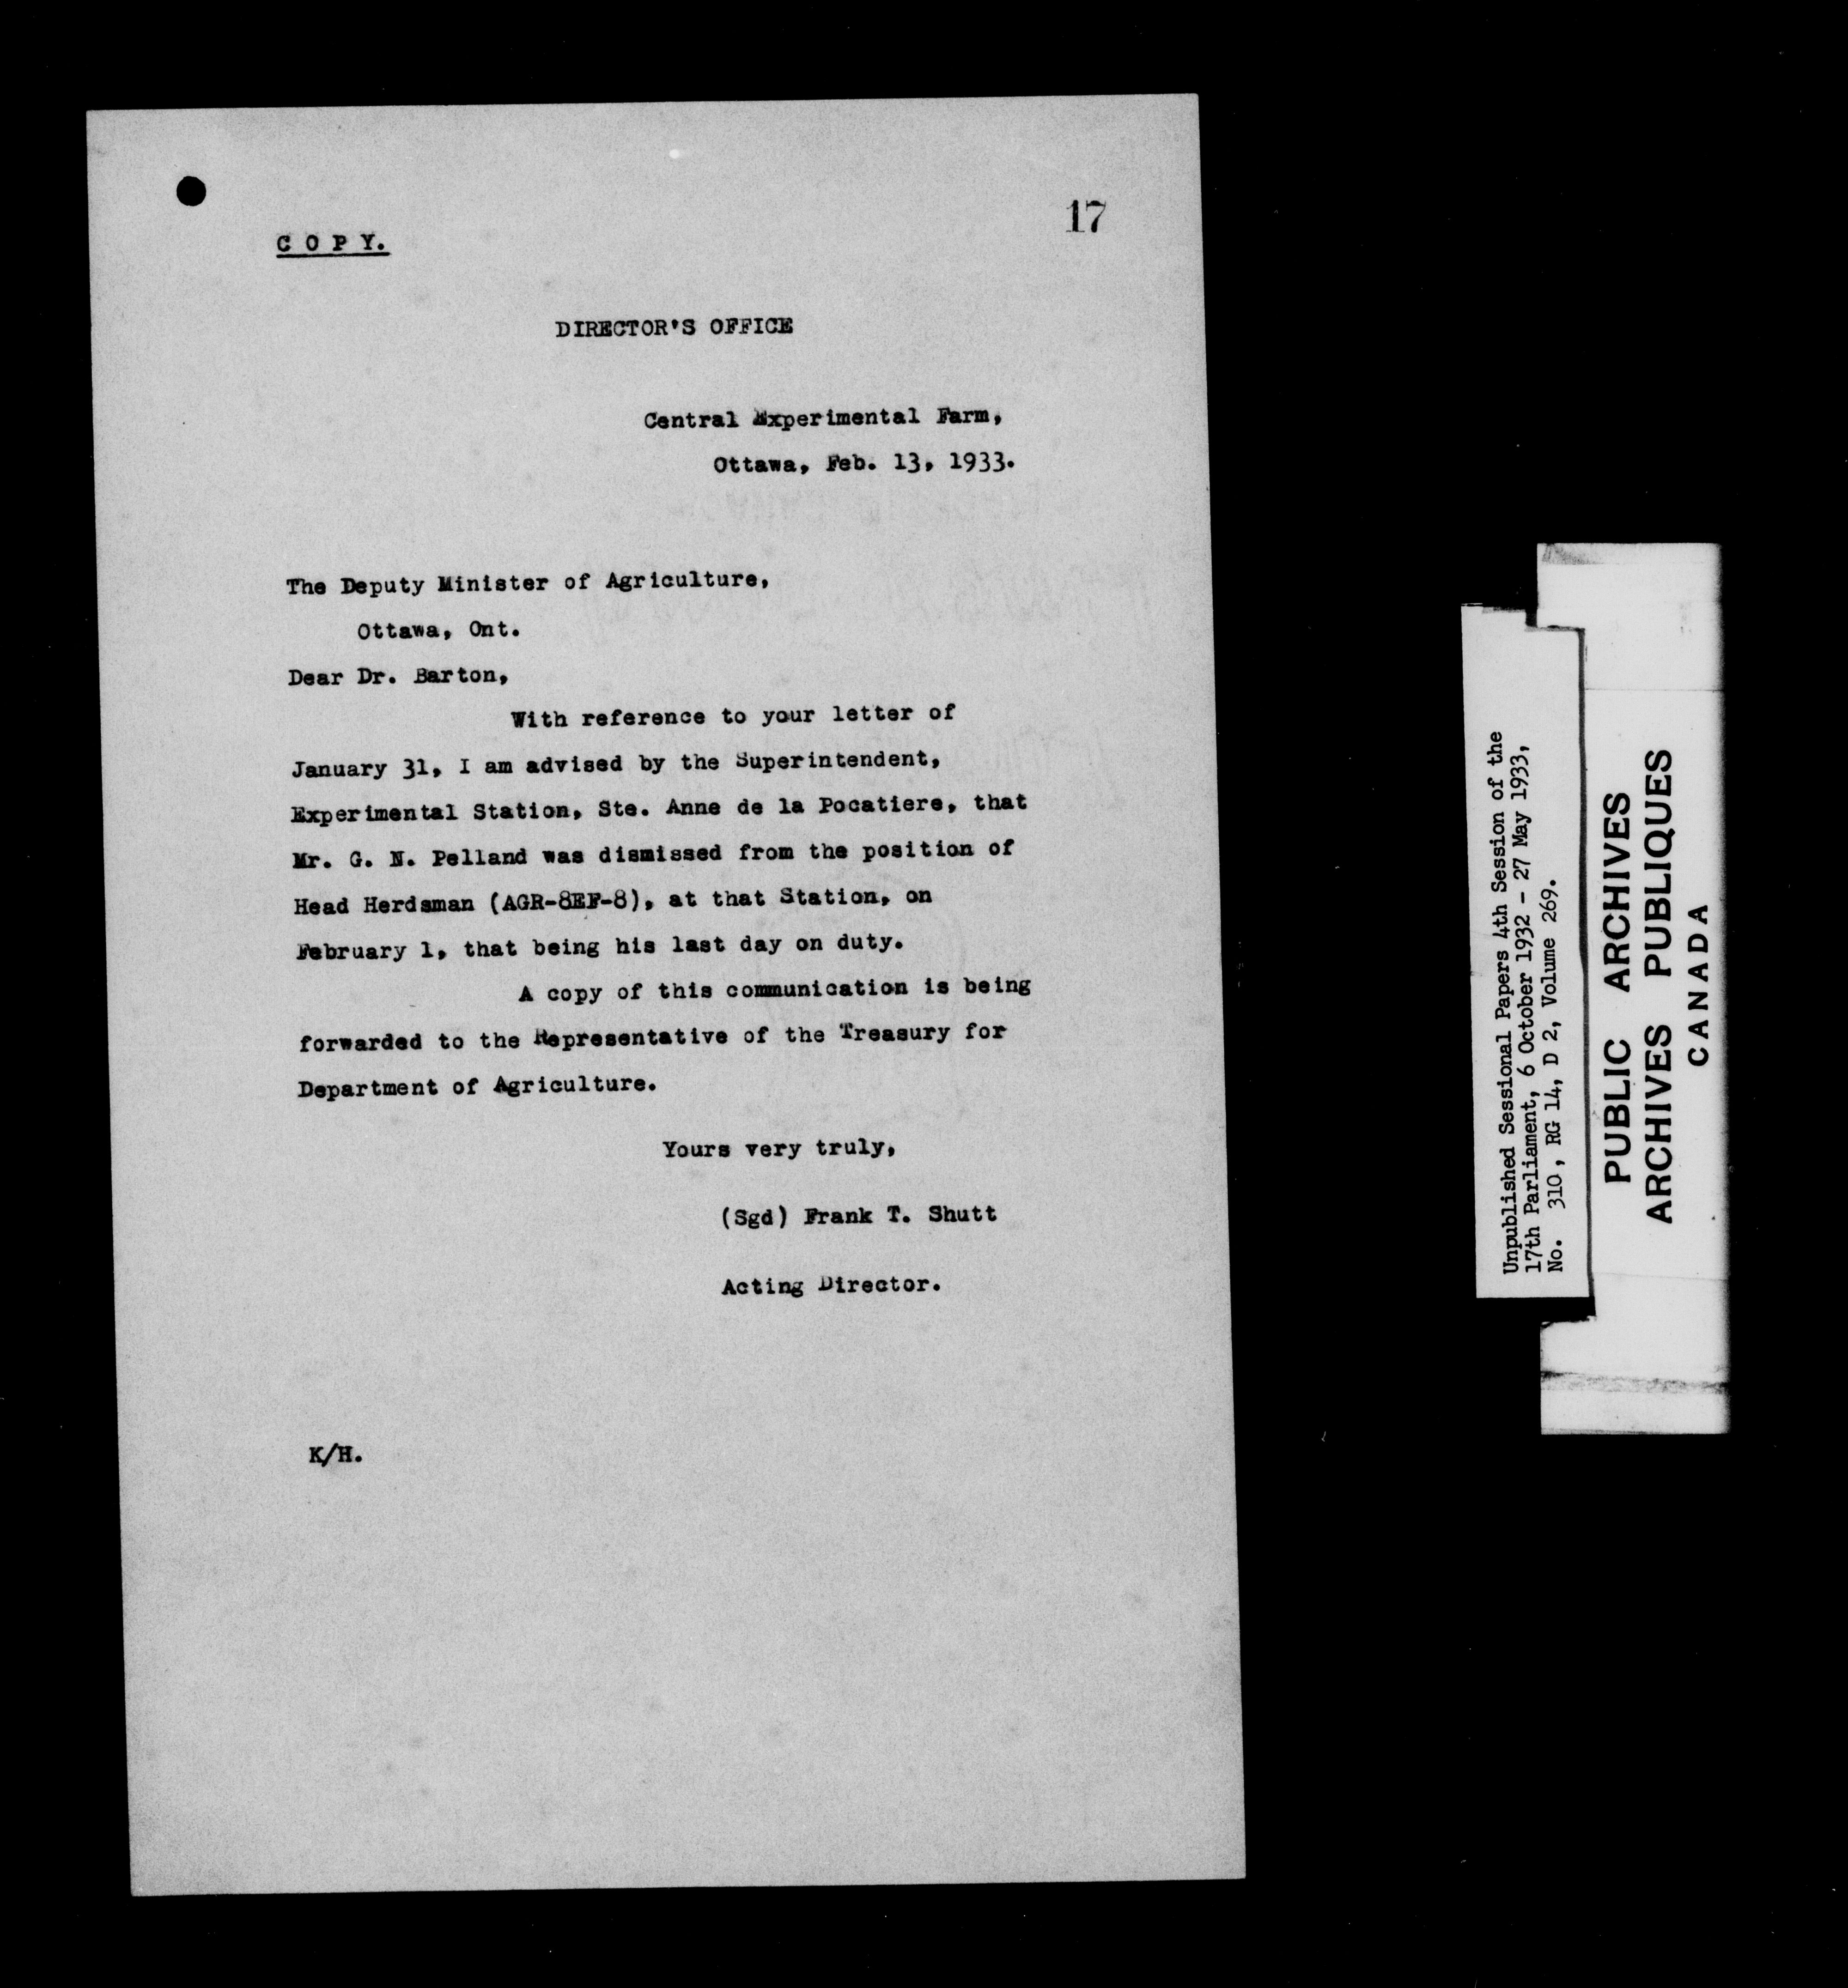 17
C O P Y.
DIRECTOR'S OFFICE
Central Experimental Farm,
Ottawa, Feb. 13, 1933.
The Deputy Minister of Agriculture,
Ottawa, Ont.
Dear Dr. Barton,
With reference to your letter of
January 31, I am advised by the Superintendent,
Experimental Station, Ste. Anne de la Pocatiere, that
Mr. G. N. Pelland was dismissed from the position of
Head Herdsman (AGR-8EF-8), at that Station, on
February 1, that being his last day on duty.
A copy of this communication is being
forwarded to the Representative of the Treasury for
Department of Agriculture.
Yours very truly,
(Sgd) Frank T. Shutt
Acting Director.
K/H.
Unpublished Sessional Papers 4th Session of the
17th Parliament, 6 October 1932 - 27 May 1933,
No. 310, RG 14, D 2, Volume 269.
PUBLIC ARCHIVES
ARCHIVES PUBLIQUES
CANADA